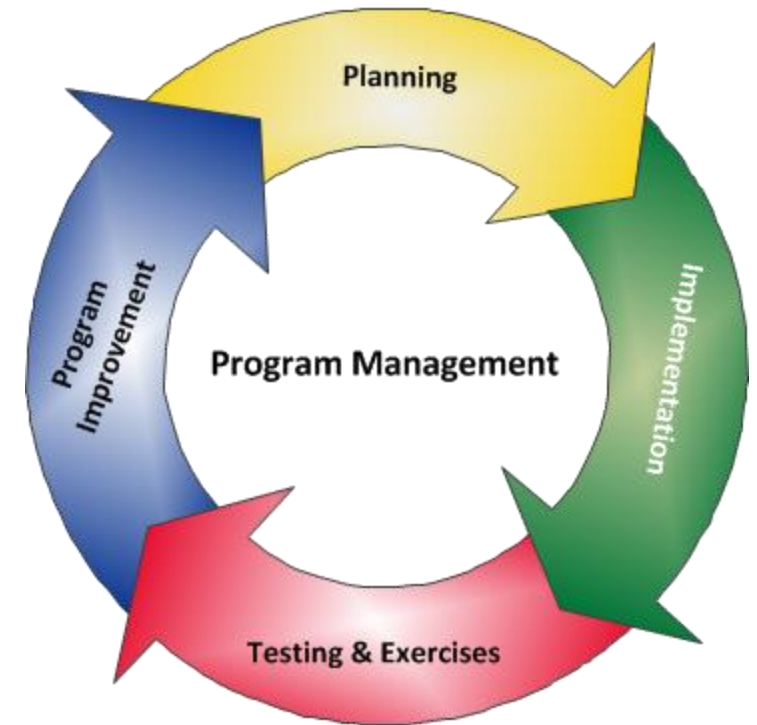 Planning
Implementation
Program Management
Program
Improvement
Testing & Exercises